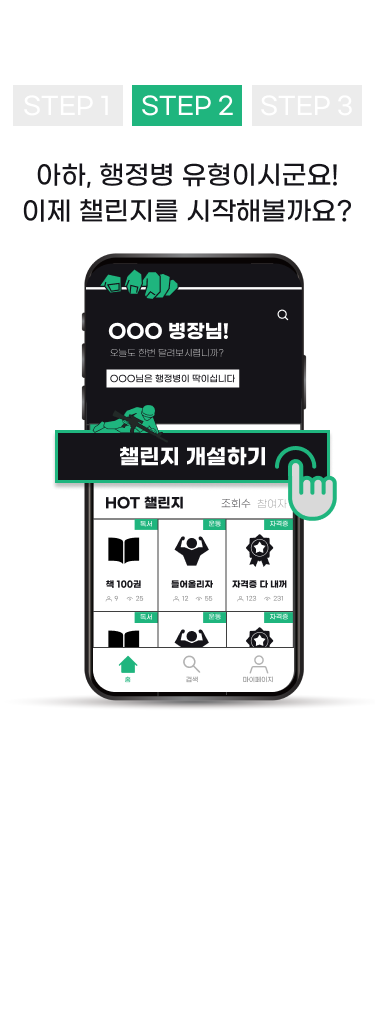 STEP 1 STEP 2 STEP 3
아하, 행정병 유형이시군요!
이제 챌린지를 시작해볼까요?
OOO 병장님!
오늘도 한번 달려보시렵니까?
OOO님은 행정병이 딱이십니다
챌린지 개설하기
HOT 챌린지 조회수 참여자
독서 운동 자격증
책 100권 들어올리자 자격증 다 내꺼
9 25 12 55 123 231
독서 운동 자격증
홈 검색 마이페이지